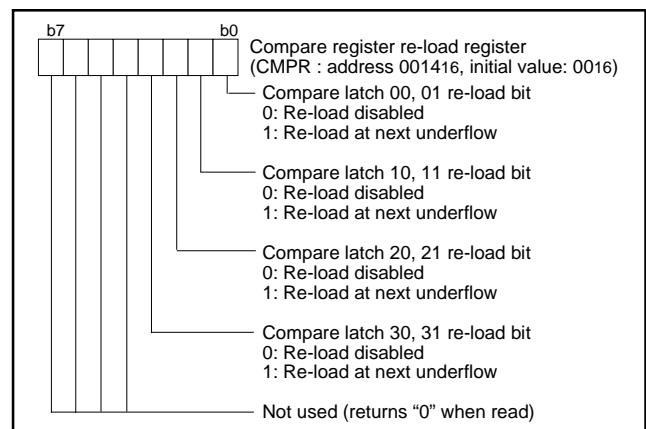 b7 b0
Compare register re-load register
(CMPR : address 001416, initial value: 0016)
Compare latch 00, 01 re-load bit
0: Re-load disabled
1: Re-load at next underflow
Compare latch 10, 11 re-load bit
0: Re-load disabled
1: Re-load at next underflow
Compare latch 20, 21 re-load bit
0: Re-load disabled
1: Re-load at next underflow
Compare latch 30, 31 re-load bit
0: Re-load disabled
1: Re-load at next underflow
Not used (returns “0” when read)